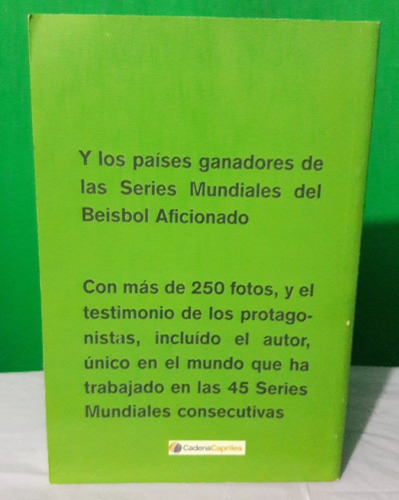 Y los países ganadores de
las Series Mundiales del
Beisbol Aficionado
Con más de 250 fotos, y el
testimonio de los protago-
nistas, incluído el autor,
único en el mundo que ha
trabajado en las 45 Series
Mundiales consecutivas
CadenaCapriles